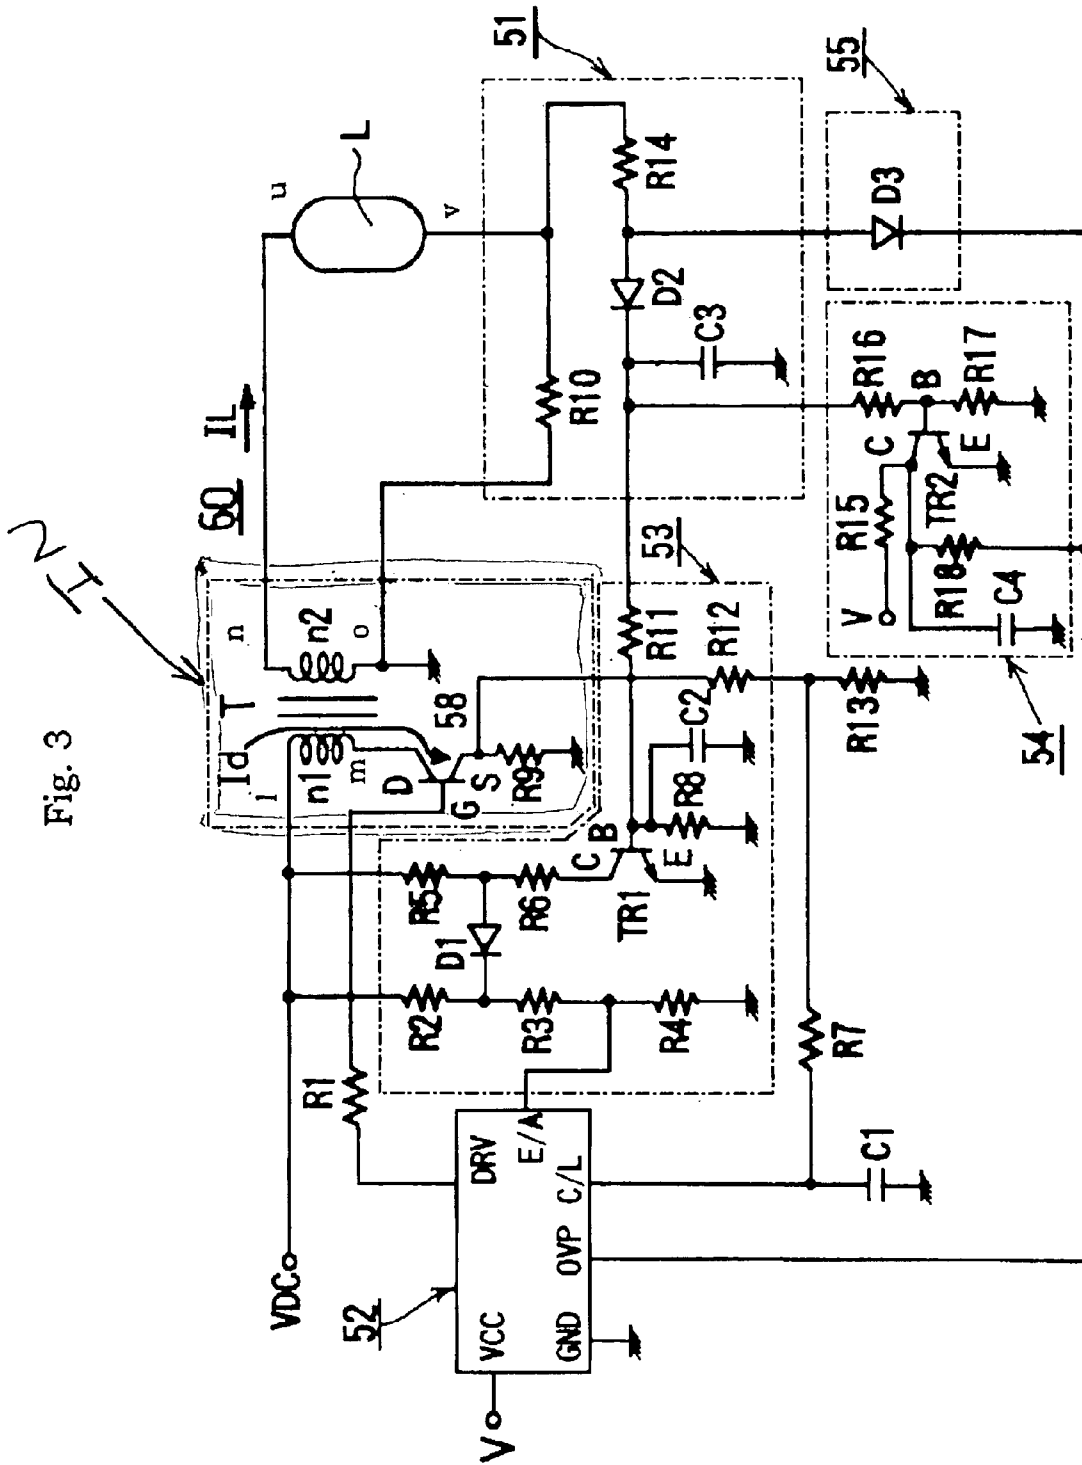 Fig. 3
IN
60
IL
Id
T
l
n1
m
n
n2
o
u
L
v
51
55
VDC
R1
D
G
S
58
R9
R10
R14
D2
C3
D3
53
R5
R2
D1
R6
R3
R4
C
B
E
TR1
R8
C2
R11
R12
R13
V
R15
C
B
E
TR2
R16
R17
R18
C4
54
52
V
VCC
DRV
E/A
GND
OVP
C/L
R7
C1